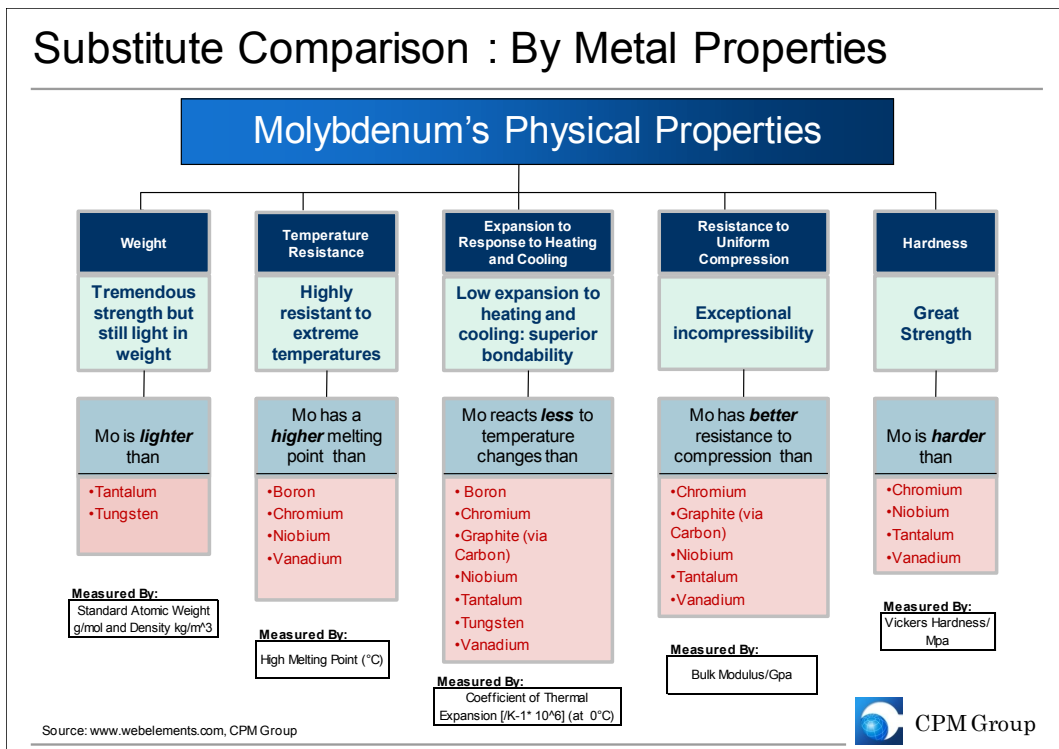 Substitute Comparison : By Metal Properties
Molybdenum's Physical Properties
Weight
Tremendous
strength but
still light in
weight
Mo is lighter
than
•Tantalum
•Tungsten
Measured By:
Standard Atomic Weight
g/mol and Density kg/m^3
Temperature
Resistance
Highly
resistant to
extreme
temperatures
Mo has a
higher melting
point than
•Boron
•Chromium
•Niobium
•Vanadium
Measured By:
High Melting Point (°C)
Expansion to
Response to Heating
and Cooling
Low expansion to
heating and
cooling: superior
bondability
Mo reacts less to
temperature
changes than
• Boron
•Chromium
•Graphite (via
Carbon)
•Niobium
•Tantalum
•Tungsten
•Vanadium
Measured By:
Coefficient of Thermal
Expansion [/K-1* 10^6] (at 0°C)
Resistance to
Uniform
Compression
Exceptional
incompressibility
Mo has better
resistance to
compression than
•Chromium
•Graphite (via
Carbon)
•Niobium
•Tantalum
•Vanadium
Measured By:
Bulk Modulus/Gpa
Hardness
Great
Strength
Mo is harder
than
•Chromium
•Niobium
•Tantalum
•Vanadium
Measured By:
Vickers Hardness/
Mpa
Source: www.webelements.com, CPM Group
CPM Group